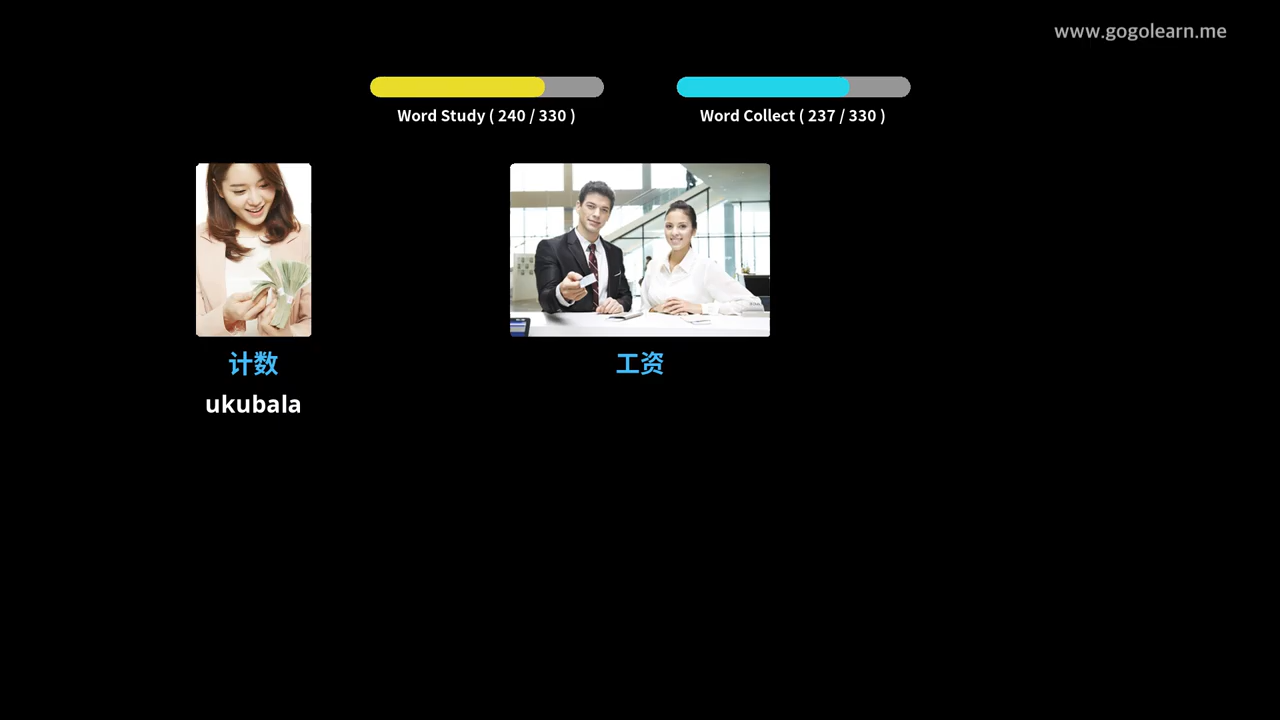 www.gogolearn.me
Word Study ( 240 / 330 )
Word Collect ( 237 / 330 )
计数
工资
ukubala